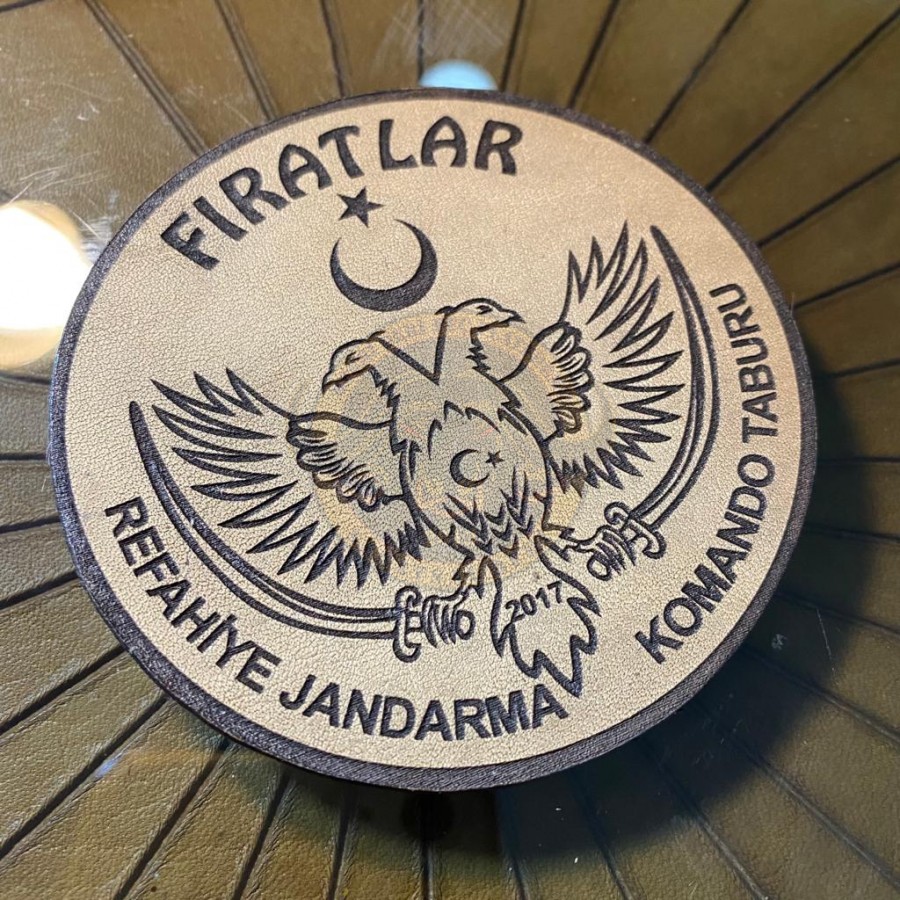 FIRATLAR
REFAHİYE JANDARMA
KOMANDO TABURU
2017